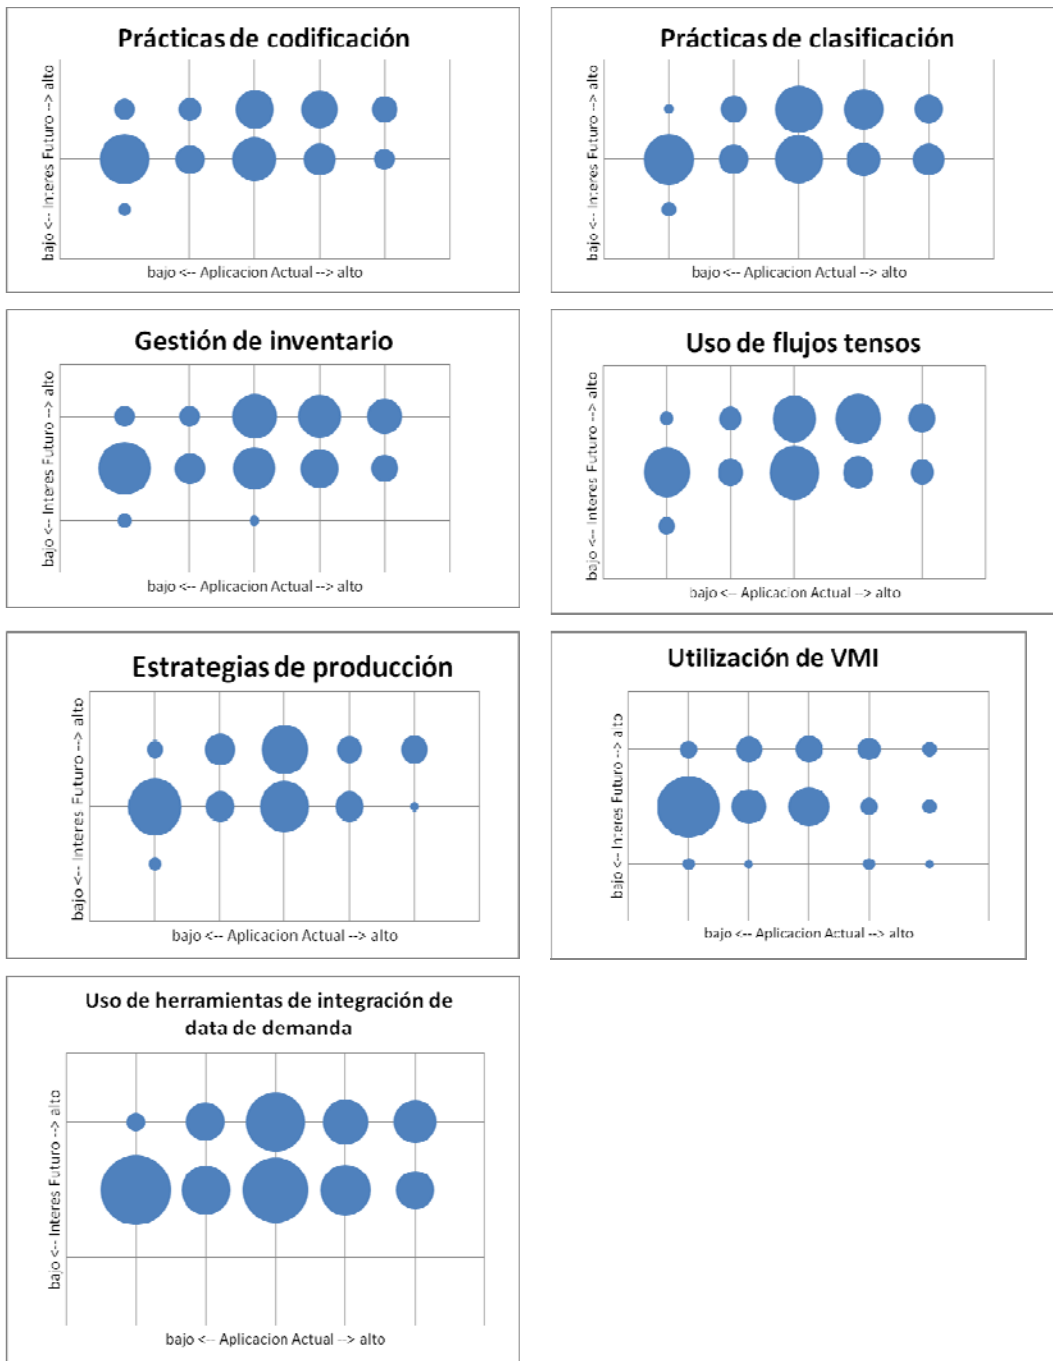 Prácticas de codificación
bajo <-- Interes Futuro --> alto
bajo <-- Aplicacion Actual --> alto
Prácticas de clasificación
bajo <-- Interes Futuro --> alto
bajo <-- Aplicacion Actual --> alto
Gestión de inventario
bajo <-- Interes Futuro --> alto
bajo <-- Aplicacion Actual --> alto
Uso de flujos tensos
bajo <-- Interes Futuro --> alto
bajo <-- Aplicacion Actual --> alto
Estrategias de producción
bajo <-- Interes Futuro --> alto
bajo <-- Aplicacion Actual --> alto
Utilización de VMI
bajo <-- Interes Futuro --> alto
bajo <-- Aplicacion Actual --> alto
Uso de herramientas de integración de
data de demanda
bajo <-- Interes Futuro --> alto
bajo <-- Aplicacion Actual --> alto